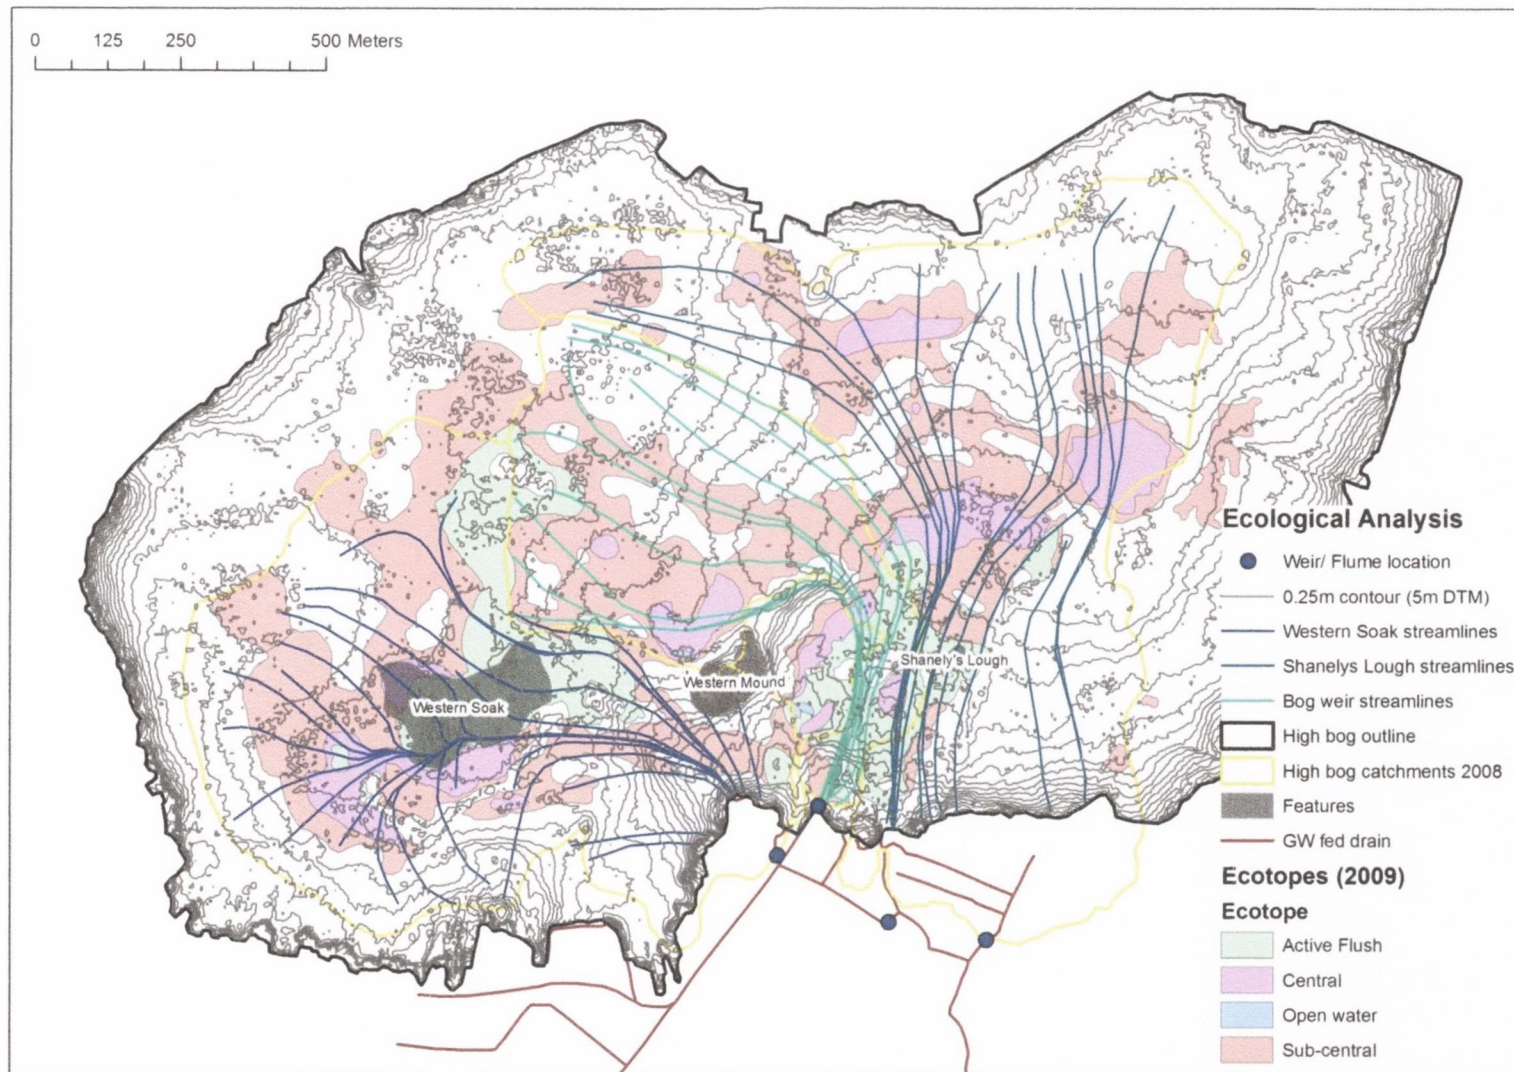 0 125 250 500 Meters
Western Soak
Western Mound
Shanely's Lough
Ecological Analysis
Weir/ Flume location
0.25m contour (5m DTM)
Western Soak streamlines
Shanelys Lough streamlines
Bog weir streamlines
High bog outline
High bog catchments 2008
Features
GW fed drain
Ecotopes (2009)
Ecotope
Active Flush
Central
Open water
Sub-central